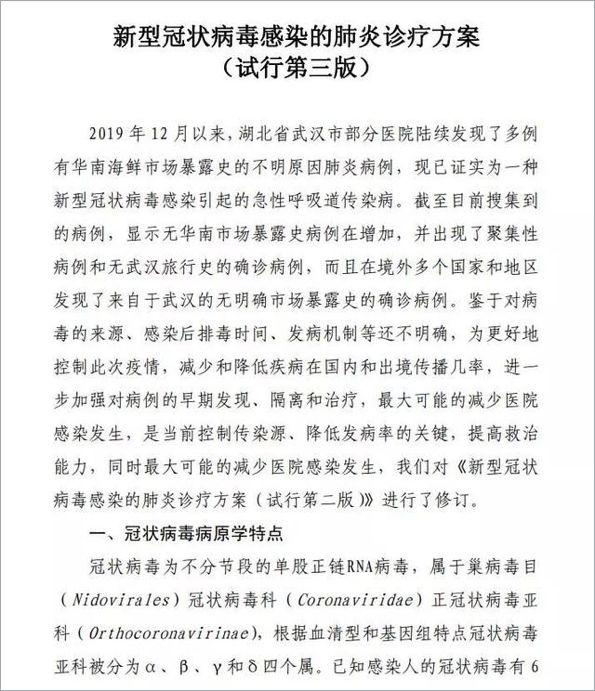 新型冠状病毒感染的肺炎诊疗方案
（试行第三版）
2019 年 12 月以来，湖北省武汉市部分医院陆续发现了多例
有华南海鲜市场暴露史的不明原因肺炎病例，现已证实为一种
新型冠状病毒感染引起的急性呼吸道传染病。截至目前搜集到
的病例，显示无华南市场暴露史病例在增加，并出现了聚集性
病例和无武汉旅行史的确诊病例，而且在境外多个国家和地区
发现了来自于武汉的无明确市场暴露史的确诊病例。鉴于对病
毒的来源、感染后排毒时间、发病机制等还不明确，为更好地
控制此次疫情，减少和降低疾病在国内和出境传播几率，进一
步加强对病例的早期发现、隔离和治疗，最大可能的减少医院
感染发生，是当前控制传染源、降低发病率的关键，提高救治
能力，同时最大可能的减少医院感染发生，我们对《新型冠状
病毒感染的肺炎诊疗方案（试行第二版）》进行了修订。
一、冠状病毒病原学特点
冠状病毒为不分节段的单股正链RNA病毒，属于巢病毒目
（Nidovirales）冠状病毒科（Coronaviridae）正冠状病毒亚
科（Orthocoronavirinae），根据血清型和基因组特点冠状病毒
亚科被分为α、β、γ和δ四个属。已知感染人的冠状病毒有 6